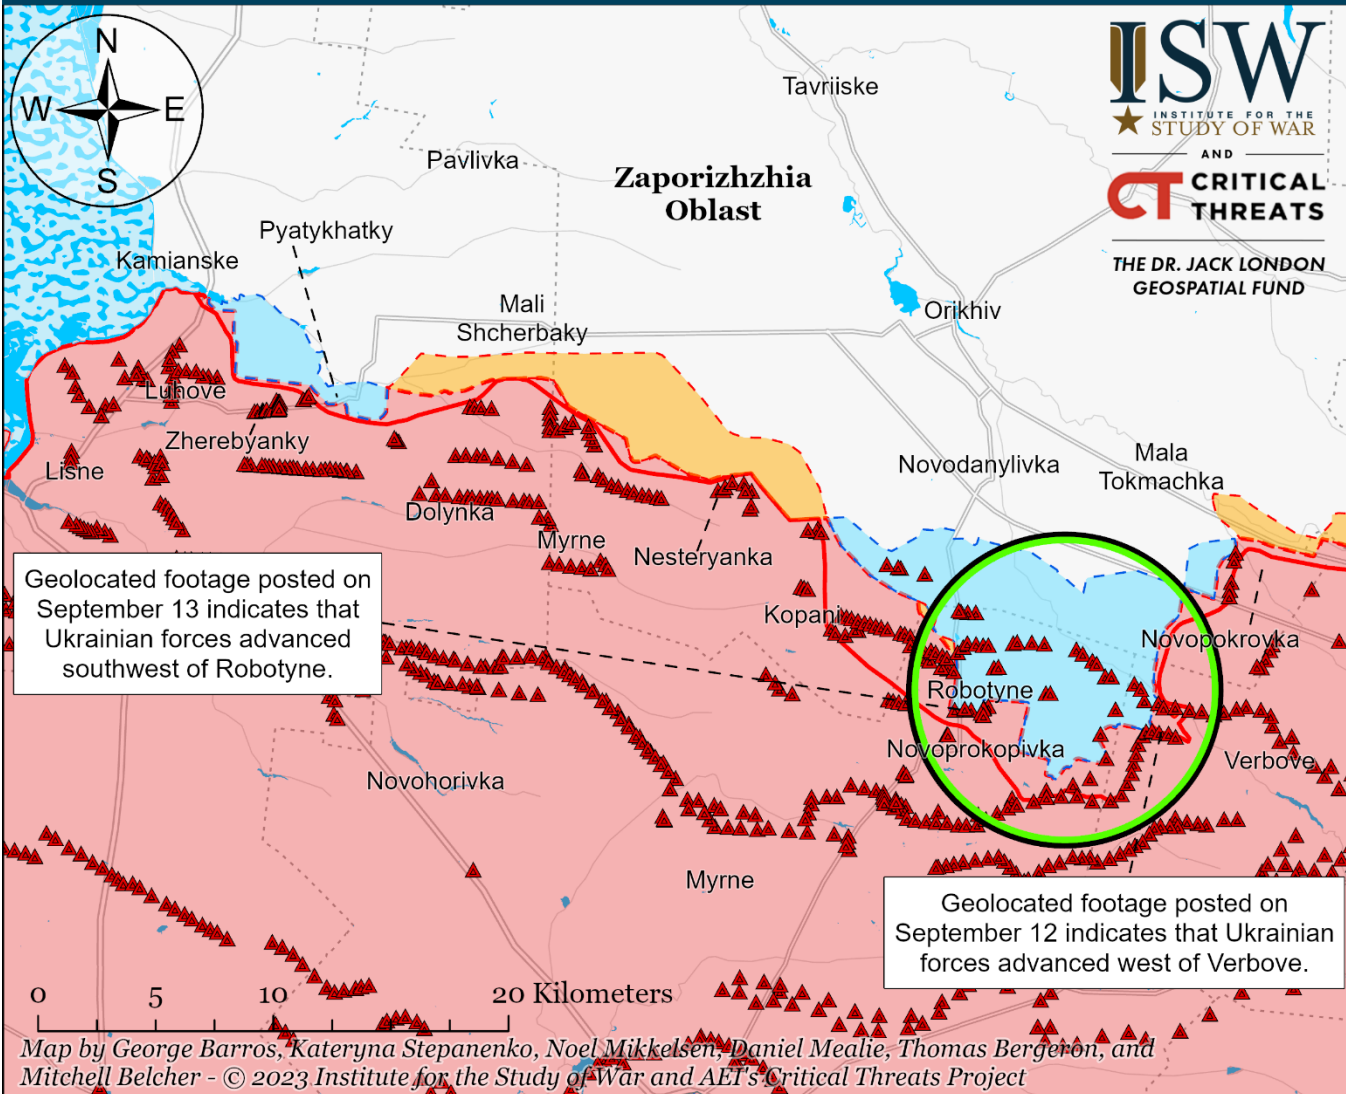 N
W
E
S
ISW
INSTITUTE FOR THE
STUDY OF WAR
AND
CT CRITICAL
THREATS
THE DR. JACK LONDON
GEOSPATIAL FUND
Tavriiske
Pavlivka
Zaporizhzhia
Oblast
Pyatykhatky
Kamianske
Mali
Shcherbaky
Orikhiv
Luhove
Zherebyanky
Lisne
Novodanylivka
Mala
Tokmachka
Dolynka
Myrne
Nesteryanka
Geolocated footage posted on
September 13 indicates that
Ukrainian forces advanced
southwest of Robotyne.
Kopani
Novopokrovka
Robotyne
Novoprokopivka
Verbove
Novohorivka
Myrne
Geolocated footage posted on
September 12 indicates that Ukrainian
forces advanced west of Verbove.
0 5 10 20 Kilometers
Map by George Barros, Kateryna Stepanenko, Noel Mikkelsen, Daniel Mealie, Thomas Bergeron, and
Mitchell Belcher - © 2023 Institute for the Study of War and AEI's Critical Threats Project